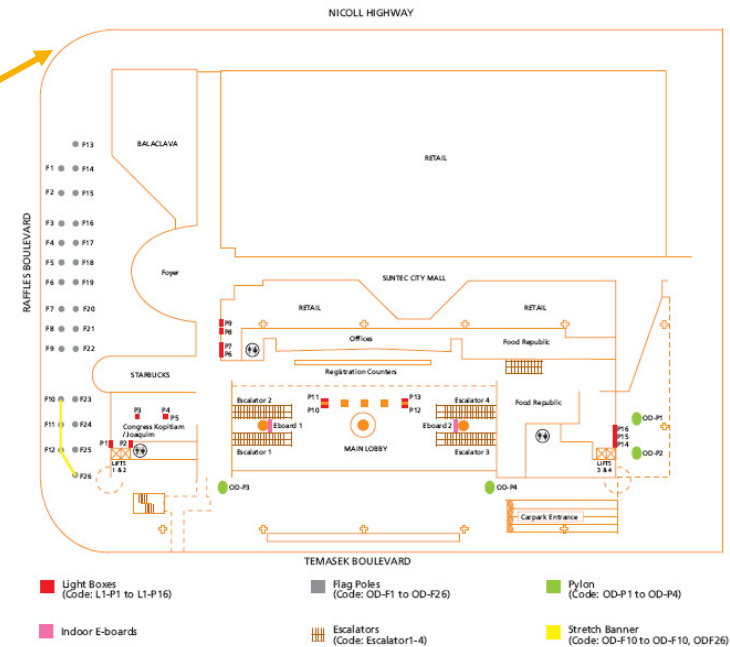 NICOLL HIGHWAY
F13
BALACLAVA
F1
F14
RETAIL
F2
F15
RAFFLES BOULEVARD
F3
F16
F4
F17
F5
F18
Foyer
SUNTEC CITY MALL
F6
F19
RETAIL
RETAIL
F7
F20
P9
P8
F8
F21
Offices
Food Republic
F9
F22
P7
P6
Registration Counters
STARBUCKS
F10
F23
Escalator 2
P11
P13
Escalator 4
Food Republic
P10
P12
P3
P4
P5
OD-P1
F11
F24
Congress Kopitiam
/Joaquim
Eboard 1
Eboard 2
P16
P15
P14
P1
P2
F12
F25
MAIN LOBBY
Escalator 1
Escalator 3
OD-P2
LIFTS
1 & 2
LIFTS
3 & 4
F26
OD-P3
OD-P4
Carpark Entrance
TEMASEK BOULEVARD
Light Boxes
(Code: L1-P1 to L1-P16)
Flag Poles
(Code: OD-F1 to OD-F26)
Pylon
(Code: OD-P1 to OD-P4)
Indoor E-boards
Escalators
(Code: Escalator1-4)
Stretch Banner
(Code: OD-F10 to OD-F10, ODF26)